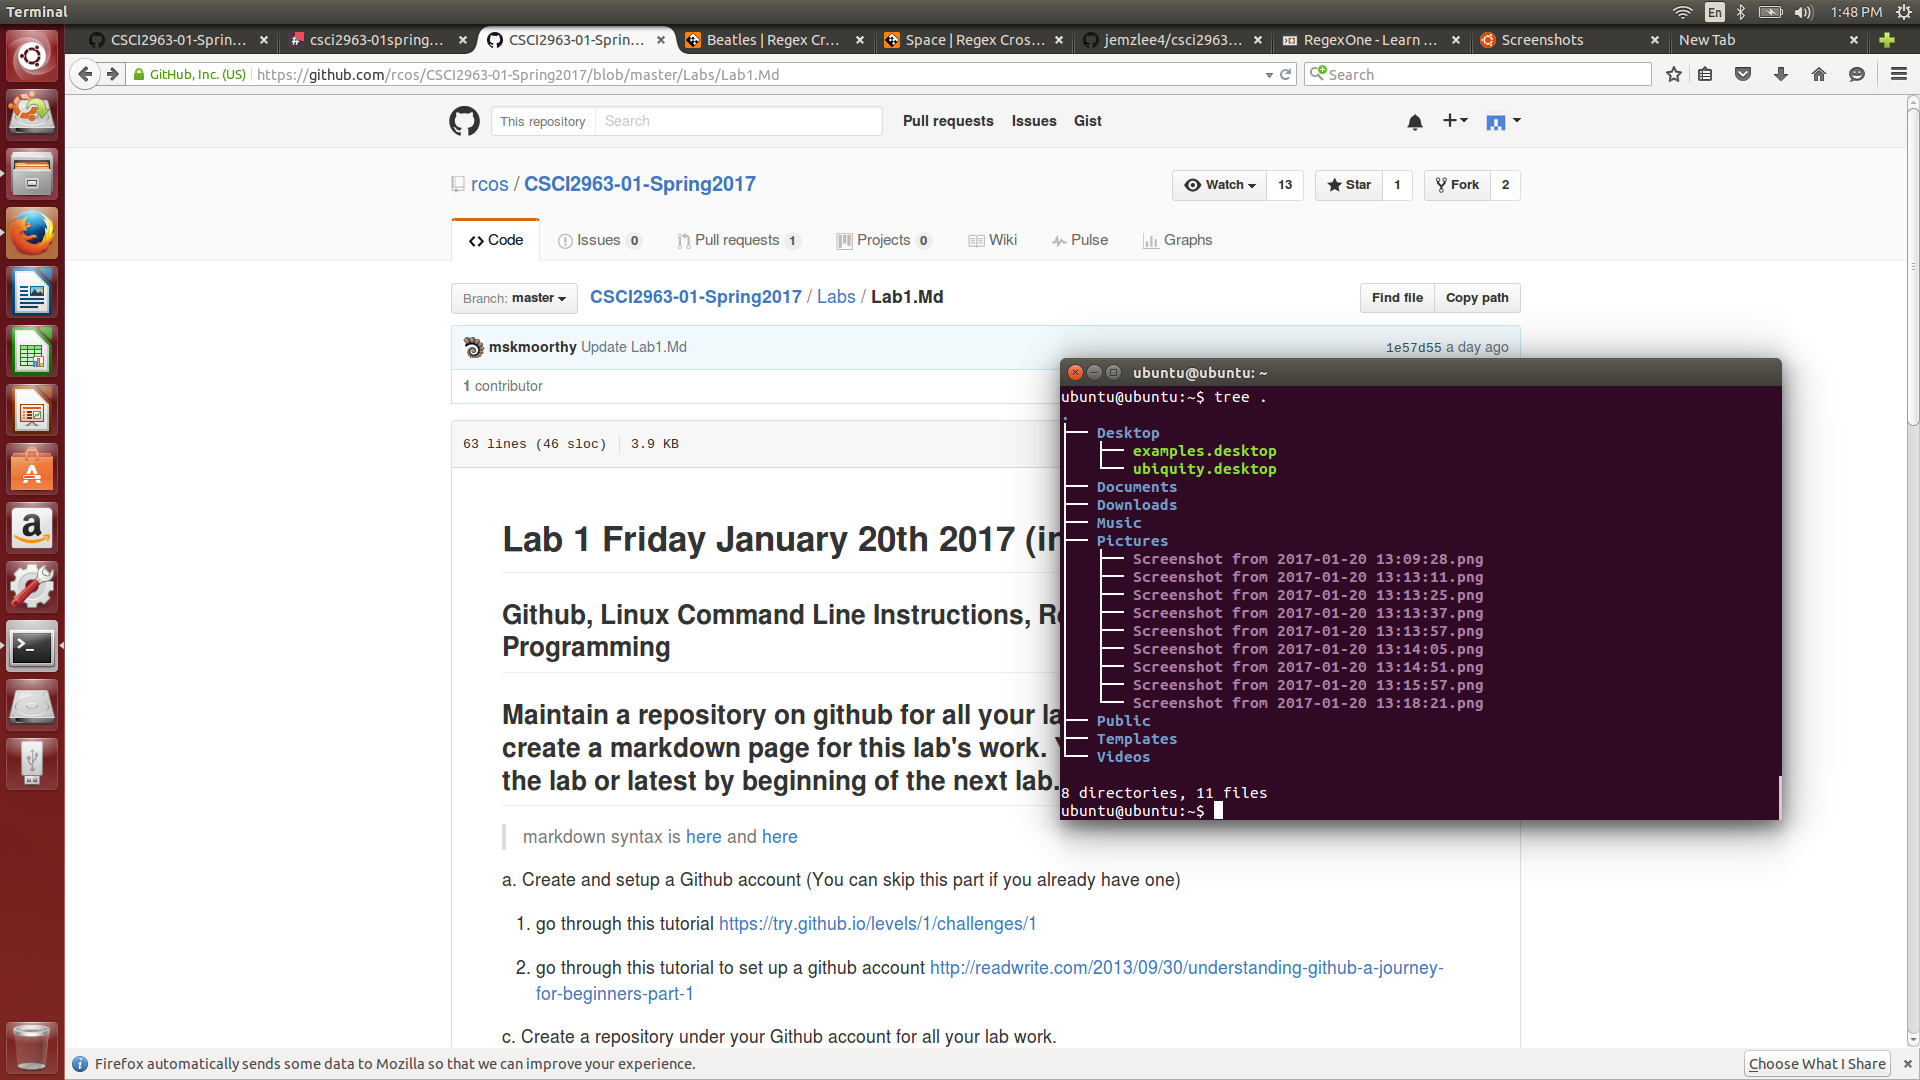 Terminal
En
1:48 PM
CSCI2963-01-Sprin...
csci2963-01spring...
CSCI2963-01-Sprin...
Beatles | Regex Cr...
Space | Regex Cros...
jemzlee4/csci2963...
RegexOne - Learn ...
Screenshots
New Tab
GitHub, Inc. (US)
https://github.com/rcos/CSCI2963-01-Spring2017/blob/master/Labs/Lab1.Md
Search
This repository
Search
Pull requests
Issues
Gist
rcos / CSCI2963-01-Spring2017
Watch 13
Star 1
Fork 2
Code
Issues 0
Pull requests 1
Projects 0
Wiki
Pulse
Graphs
Branch: master
CSCI2963-01-Spring2017 / Labs / Lab1.Md
Find file
Copy path
mskmoorthy Update Lab1.Md
1e57d55 a day ago
1 contributor
63 lines (46 sloc)
3.9 KB
Lab 1 Friday January 20th 2017 (in
Github, Linux Command Line Instructions, Re
Programming
Maintain a repository on github for all your la
create a markdown page for this lab's work. Y
the lab or latest by beginning of the next lab.
markdown syntax is here and here
a. Create and setup a Github account (You can skip this part if you already have one)
1. go through this tutorial https://try.github.io/levels/1/challenges/1
2. go through this tutorial to set up a github account http://readwrite.com/2013/09/30/understanding-github-a-journey-
for-beginners-part-1
c. Create a repository under your Github account for all your lab work.
ubuntu@ubuntu: ~
ubuntu@ubuntu:~$ tree .
.
├── Desktop
│   ├── examples.desktop
│   └── ubiquity.desktop
├── Documents
├── Downloads
├── Music
├── Pictures
│   ├── Screenshot from 2017-01-20 13:09:28.png
│   ├── Screenshot from 2017-01-20 13:13:11.png
│   ├── Screenshot from 2017-01-20 13:13:25.png
│   ├── Screenshot from 2017-01-20 13:13:37.png
│   ├── Screenshot from 2017-01-20 13:13:57.png
│   ├── Screenshot from 2017-01-20 13:14:05.png
│   ├── Screenshot from 2017-01-20 13:14:51.png
│   ├── Screenshot from 2017-01-20 13:15:57.png
│   └── Screenshot from 2017-01-20 13:18:21.png
├── Public
├── Templates
└── Videos
8 directories, 11 files
ubuntu@ubuntu:~$
Firefox automatically sends some data to Mozilla so that we can improve your experience.
Choose What I Share